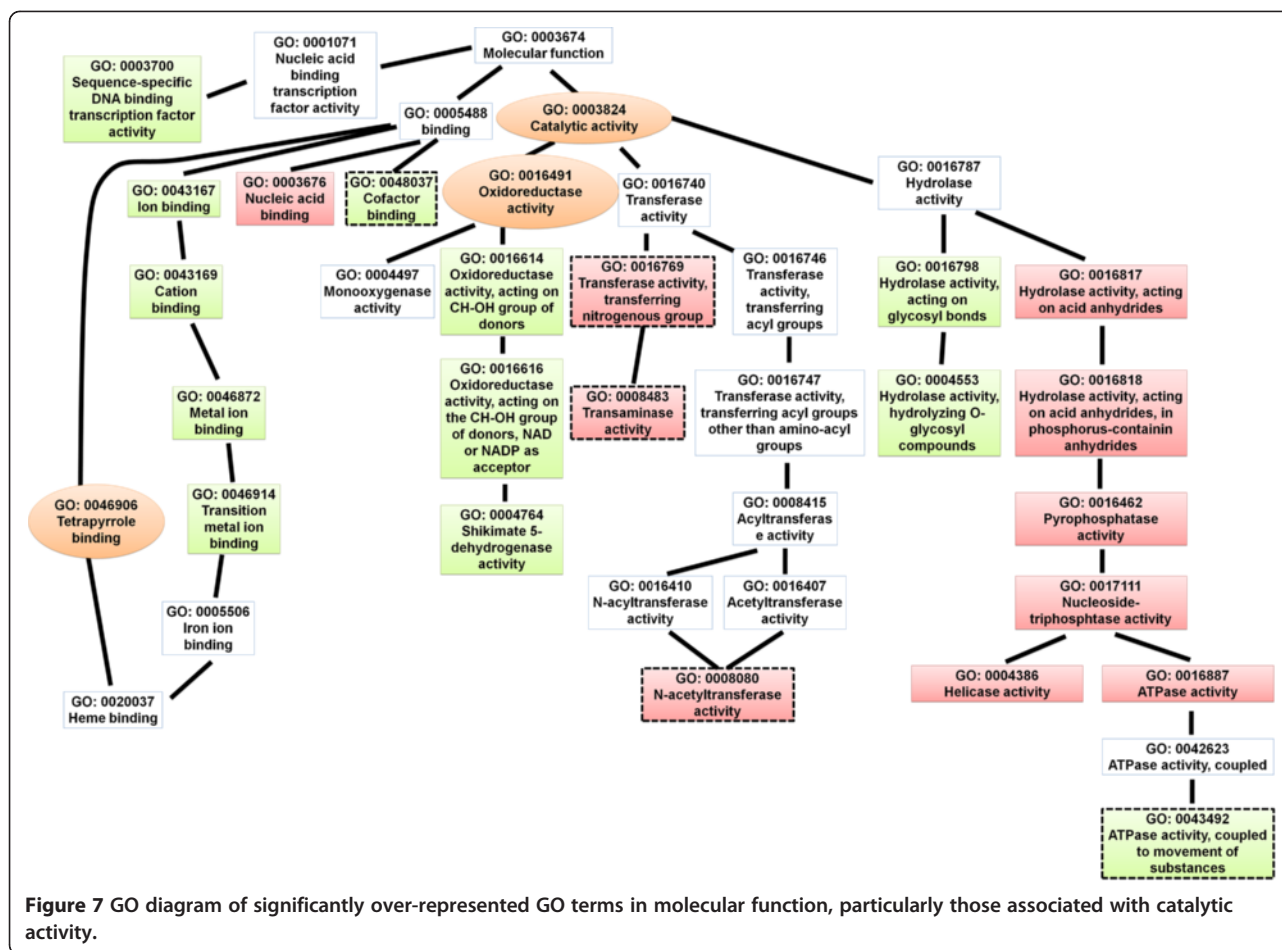 GO: 0003674
Molecular function
GO: 0001071
Nucleic acid
binding
transcription
factor activity
GO: 0003700
Sequence-specific
DNA binding
transcription factor
activity
GO: 0005488
binding
GO: 0003824
Catalytic activity
GO: 0043167
Ion binding
GO: 0003676
Nucleic acid
binding
GO: 0048037
Cofactor
binding
GO: 0016491
Oxidoreductase
activity
GO: 0016740
Transferase
activity
GO: 0016787
Hydrolase
activity
GO: 0043169
Cation
binding
GO: 0004497
Monooxygenase
activity
GO: 0016614
Oxidoreductase
activity, acting on
CH-OH group of
donors
GO: 0016769
Transferase activity,
transferring
nitrogenous group
GO: 0016746
Transferase
activity,
transferring
acyl groups
GO: 0016798
Hydrolase activity,
acting on
glycosyl bonds
GO: 0016817
Hydrolase activity, acting
on acid anhydrides
GO: 0046872
Metal ion
binding
GO: 0016616
Oxidoreductase
activity, acting on
the CH-OH group
of donors, NAD
or NADP as
acceptor
GO: 0008483
Transaminase
activity
GO: 0016747
Transferase activity,
transferring acyl groups
other than amino-acyl
groups
GO: 0004553
Hydrolase activity,
hydrolyzing O-
glycosyl
compounds
GO: 0016818
Hydrolase activity, acting
on acid anhydrides, in
phosphorus-containin
anhydrides
GO: 0046906
Tetrapyrrole
binding
GO: 0046914
Transition
metal ion
binding
GO: 0004764
Shikimate 5-
dehydrogenase
activity
GO: 0008415
Acyltransferas
e activity
GO: 0016462
Pyrophosphatase
activity
GO: 0005506
Iron ion
binding
GO: 0016410
N-acyltransferase
activity
GO: 0016407
Acetyltransferase
activity
GO: 0017111
Nucleoside-
triphosphtase activity
GO: 0020037
Heme binding
GO: 0008080
N-acetyltransferase
activity
GO: 0004386
Helicase activity
GO: 0016887
ATPase activity
GO: 0042623
ATPase activity, coupled
GO: 0043492
ATPase activity, coupled
to movement of
substances
Figure 7 GO diagram of significantly over-represented GO terms in molecular function, particularly those associated with catalytic
activity.